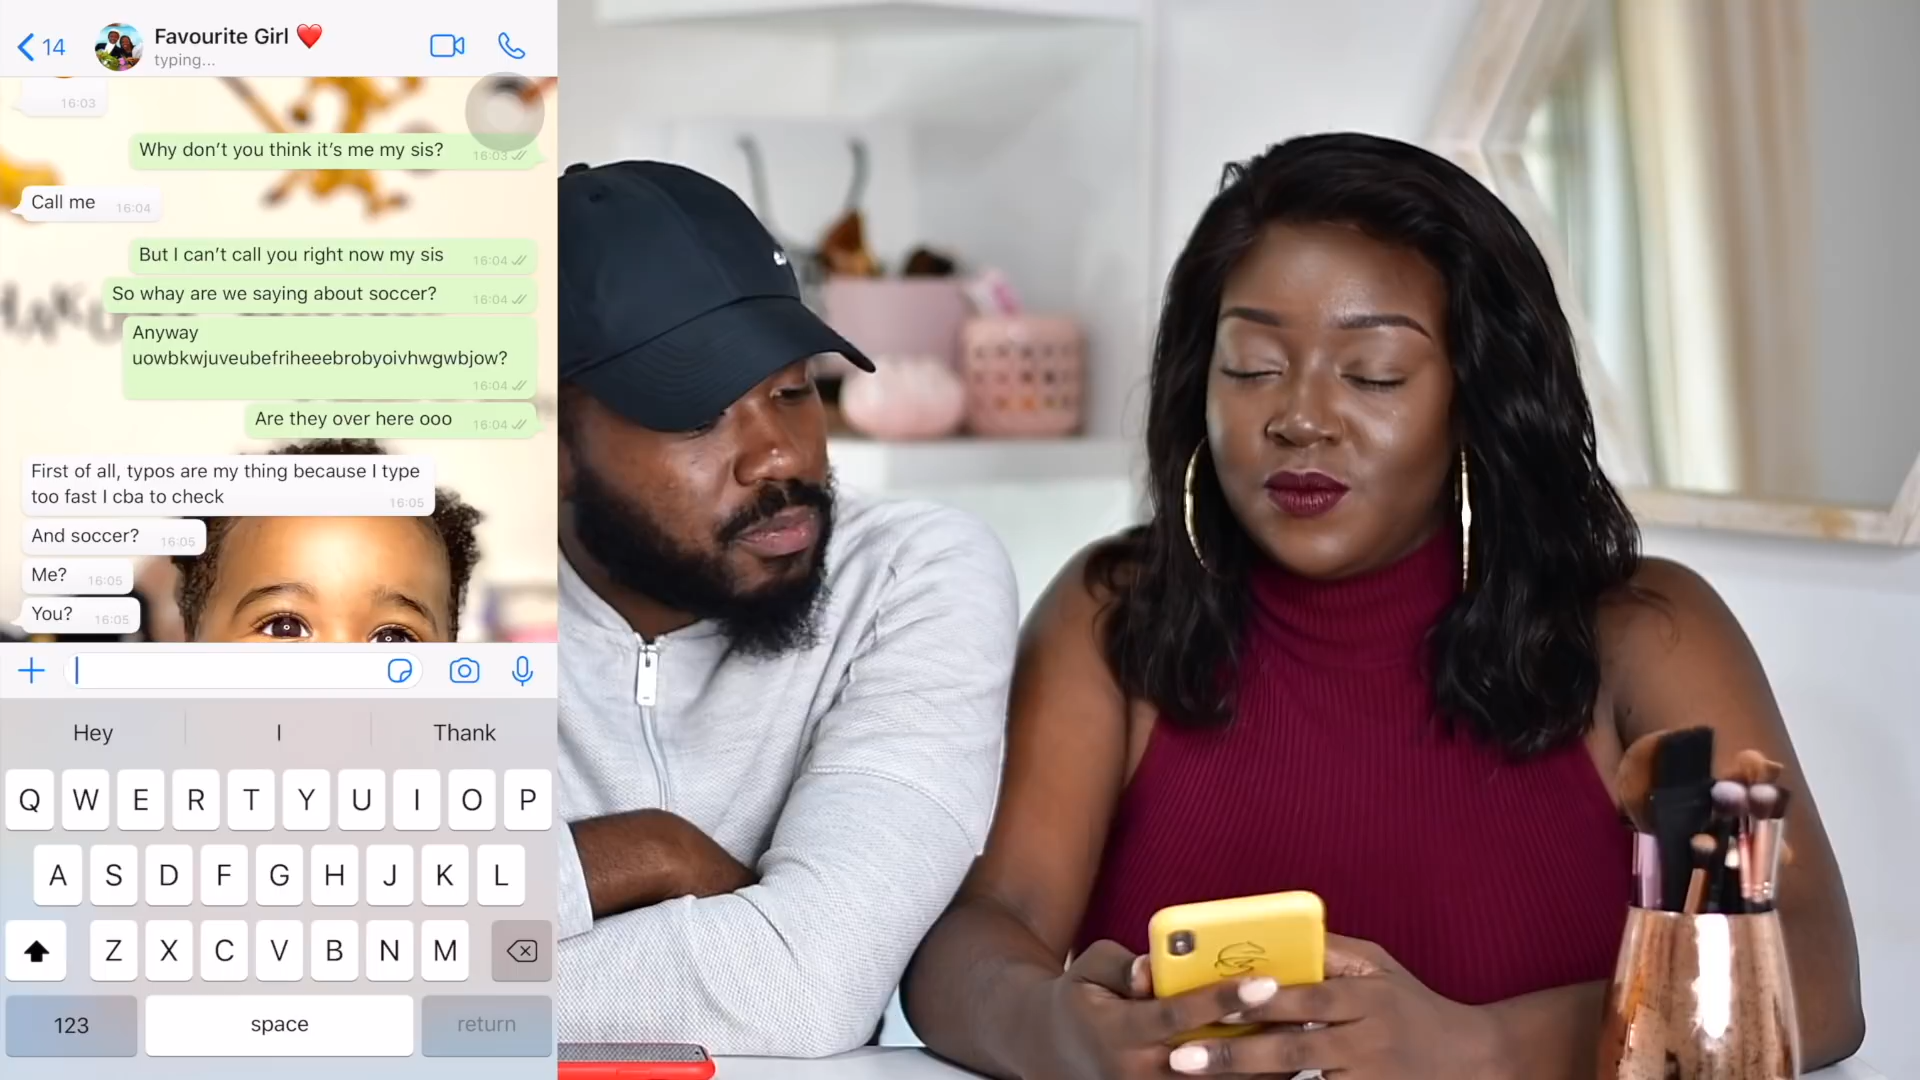 14
Favourite Girl ❤️
typing...
16:03
Why don't you think it's me my sis?
16:03
Call me
16:04
But I can't call you right now my sis
16:04
So whay are we saying about soccer?
16:04
Anyway
uowbkwjuveubefriheeebrobyoivhwgwbjow?
16:04
Are they over here ooo
16:04
First of all, typos are my thing because I type
too fast I cba to check
16:05
And soccer?
16:05
Me?
16:05
You?
16:05
Hey
I
Thank
Q W E R T Y U I O P
A S D F G H J K L
Z X C V B N M
123
space
return